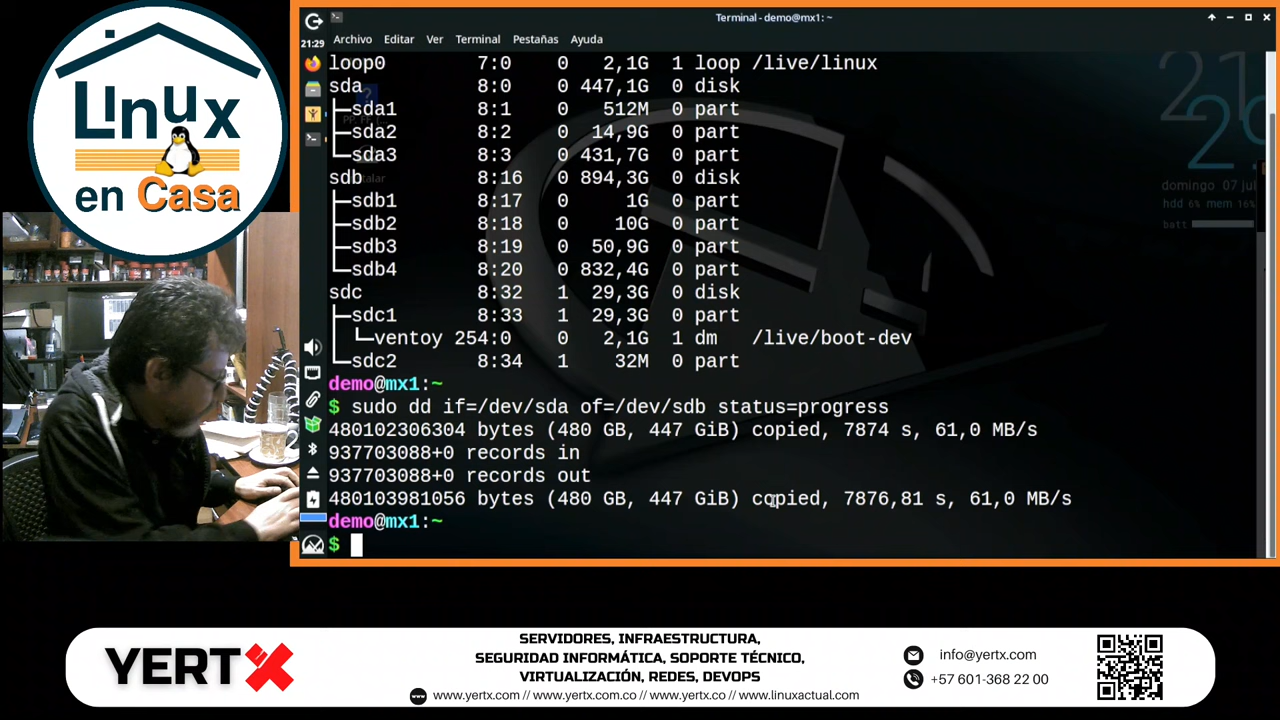 Linux
en Casa
Terminal - demo@mx1: ~
21:29
Archivo Editar Ver Terminal Pestañas Ayuda
loop0 7:0 0 2,1G 1 loop /live/linux
sda 8:0 0 447,1G 0 disk
├─sda1 8:1 0 512M 0 part
├─sda2 8:2 0 14,9G 0 part
└─sda3 8:3 0 431,7G 0 part
sdb 8:16 0 894,3G 0 disk
├─sdb1 8:17 0 1G 0 part
├─sdb2 8:18 0 10G 0 part
├─sdb3 8:19 0 50,9G 0 part
└─sdb4 8:20 0 832,4G 0 part
sdc 8:32 1 29,3G 0 disk
├─sdc1 8:33 1 29,3G 0 part
│ └─ventoy 254:0 0 2,1G 1 dm /live/boot-dev
└─sdc2 8:34 1 32M 0 part
demo@mx1:~
$ sudo dd if=/dev/sda of=/dev/sdb status=progress
480102306304 bytes (480 GB, 447 GiB) copied, 7874 s, 61,0 MB/s
937703088+0 records in
937703088+0 records out
480103981056 bytes (480 GB, 447 GiB) copied, 7876,81 s, 61,0 MB/s
demo@mx1:~
$
domingo 07 jul
hdd 6% mem 16%
batt
YERTX
SERVIDORES, INFRAESTRUCTURA,
SEGURIDAD INFORMÁTICA, SOPORTE TÉCNICO,
VIRTUALIZACIÓN, REDES, DEVOPS
www.yertx.com // www.yertx.com.co // www.yertx.co // www.linuxactual.com
info@yertx.com
+57 601-368 22 00